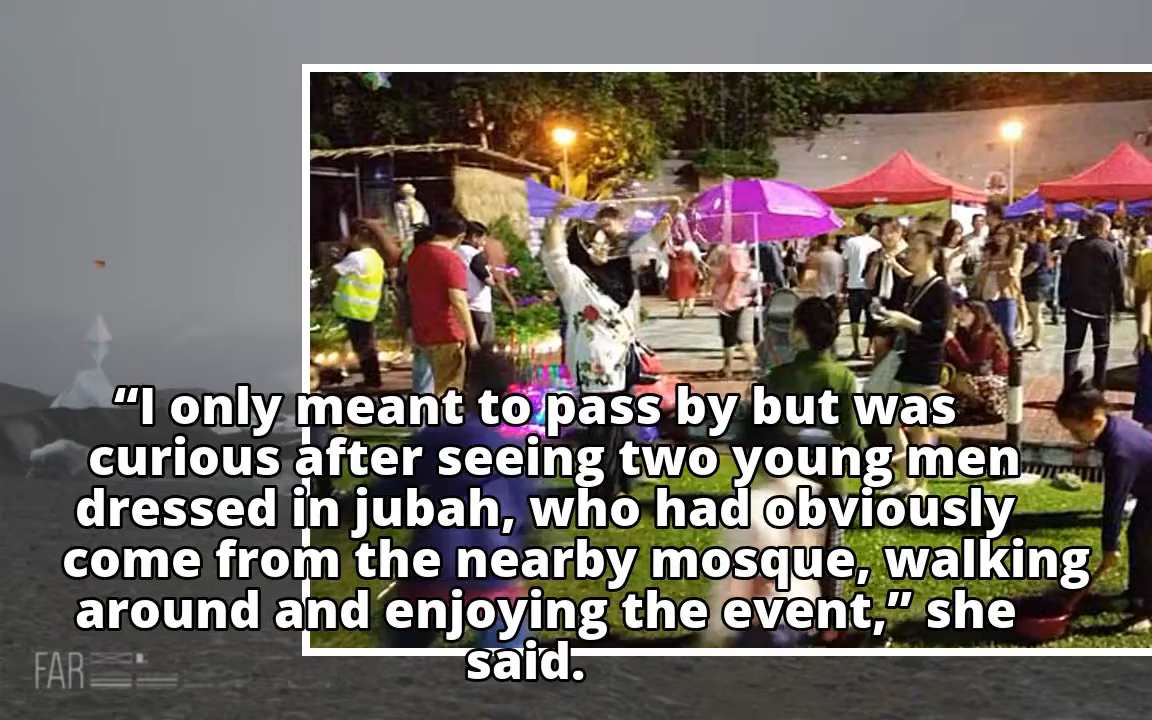 “I only meant to pass by but was
curious after seeing two young men
dressed in jubah, who had obviously
come from the nearby mosque, walking
around and enjoying the event,” she
said.
FAR